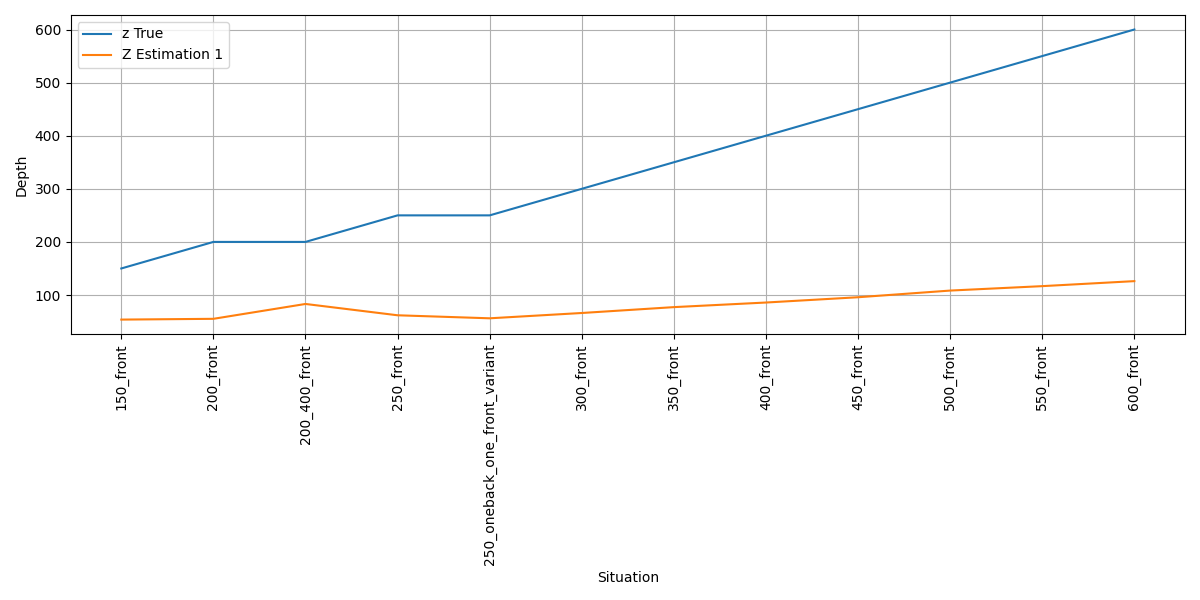 z True
Z Estimation 1
600
500
400
300
200
100
Depth
150_front
200_front
200_400_front
250_front
250_oneback_one_front_variant
300_front
350_front
400_front
450_front
500_front
550_front
600_front
Situation